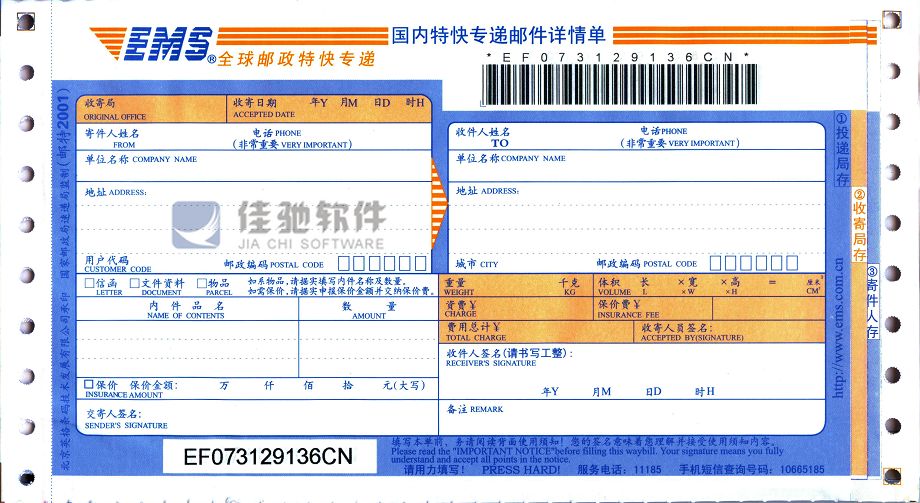 EMS®全球邮政特快专递
国内特快专递邮件详情单
*EF073129136CN*
收寄局 ORIGINAL OFFICE
收寄日期 ACCEPTED DATE 年Y 月M 日D 时H
寄件人姓名 FROM
电话 PHONE (非常重要 VERY IMPORTANT)
单位名称 COMPANY NAME
地址 ADDRESS:
用户代码 CUSTOMER CODE
邮政编码 POSTAL CODE
收件人姓名 TO
电话 PHONE (非常重要 VERY IMPORTANT)
单位名称 COMPANY NAME
地址 ADDRESS:
城市 CITY
邮政编码 POSTAL CODE
佳驰软件
JIA CHI SOFTWARE
信函 LETTER
文件资料 DOCUMENT
物品 PARCEL
如系物品,请据实填写内件名称及数量。
如需保价,请据实申报保价金额并交纳保价费。
内件品名 NAME OF CONTENTS
数量 AMOUNT
保价 保价金额: 万 仟 佰 拾 元(大写)
INSURANCE AMOUNT
交寄人签名:
SENDER'S SIGNATURE
重量 WEIGHT 千克 KG
体积 VOLUME 长 L ×宽 ×W ×高 ×H = 厘米³ CM³
资费¥ CHARGE
保价费¥ INSURANCE FEE
费用总计¥ TOTAL CHARGE
收寄人员签名: ACCEPTED BY(SIGNATURE)
收件人签名(请书写工整):
RECEIVER'S SIGNATURE
年Y 月M 日D 时H
备注 REMARK
EF073129136CN
填写本单前,务请阅读背面使用须知!您的签名意味着您理解并接受使用须知内容。
Please read the "IMPORTANT NOTICE"before filling this waybill. Your signature means you fully
understand and accept all points in the notice.
请用力填写! PRESS HARD! 服务电话:11185 手机短信查询号码:10665185
①投递局存
②收寄局存
③寄件人存
http://www.ems.com.cn
国家邮政局速递局监制(邮特2001)
北京英格条码技术发展有限公司承印